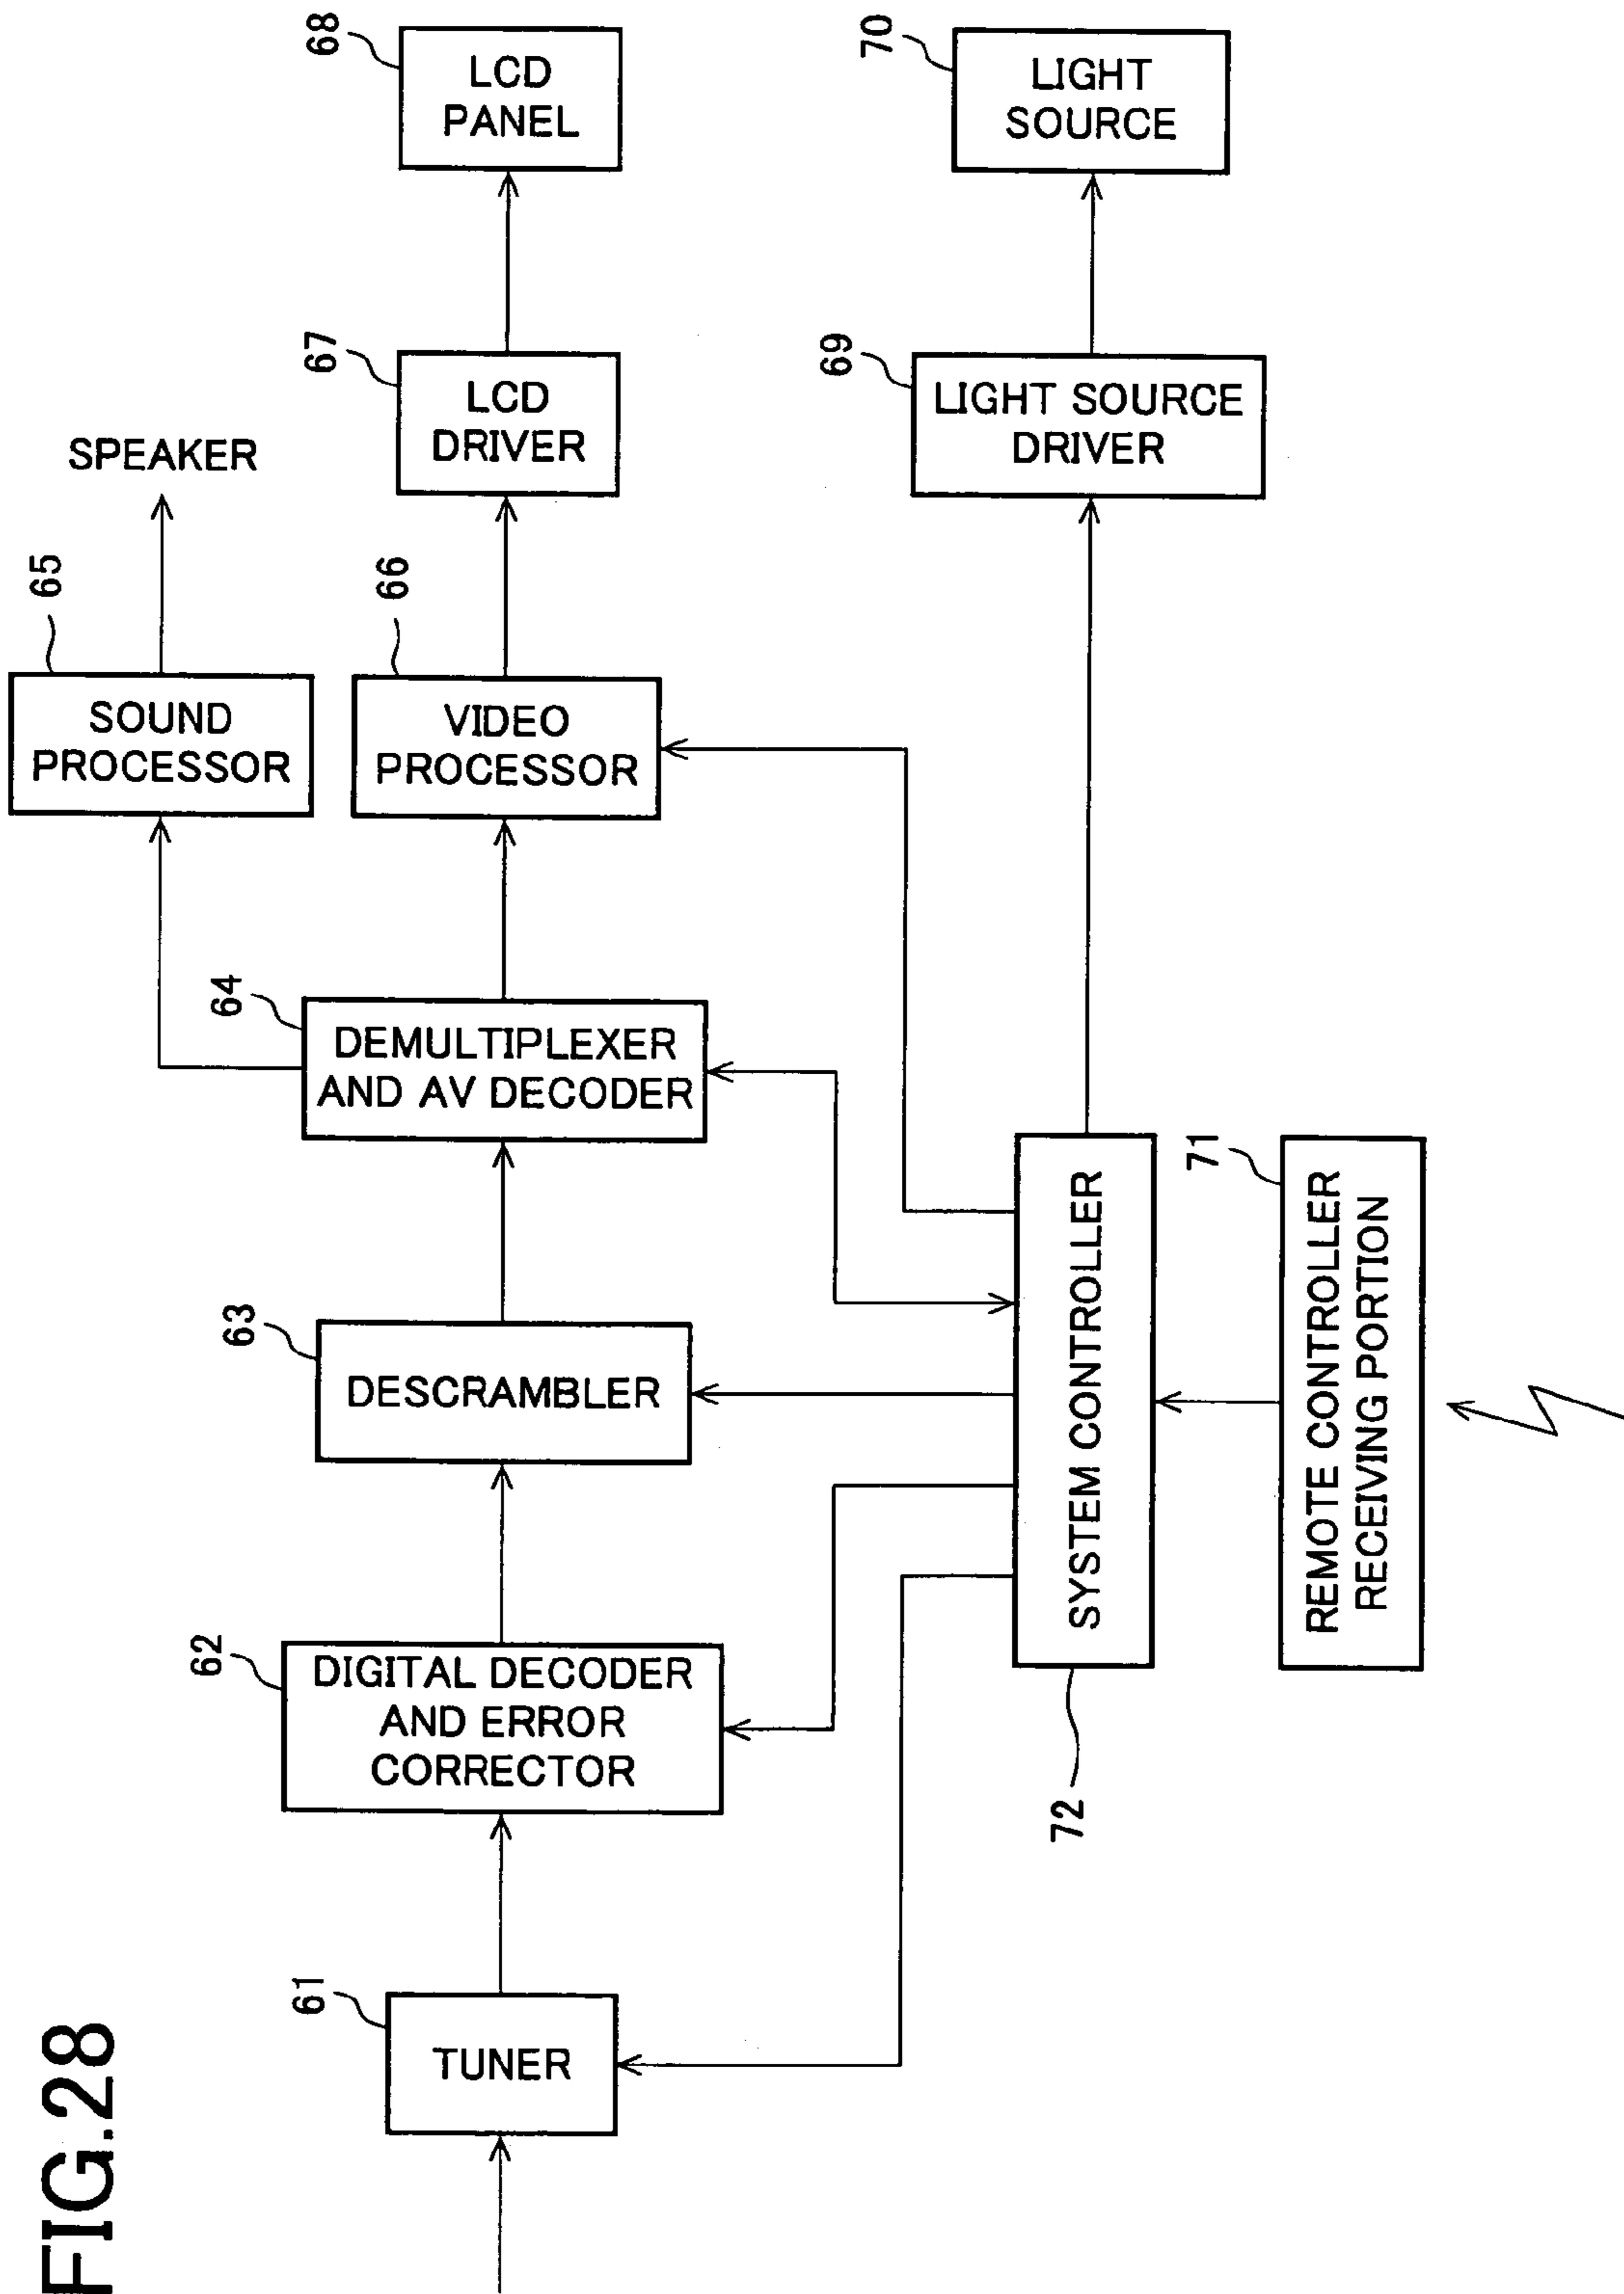 FIG.28
61
TUNER
62
DIGITAL DECODER
AND ERROR
CORRECTOR
63
DESCRAMBLER
64
DEMULTIPLEXER
AND AV DECODER
65
SOUND
PROCESSOR
SPEAKER
66
VIDEO
PROCESSOR
67
LCD
DRIVER
68
LCD
PANEL
69
LIGHT SOURCE
DRIVER
70
LIGHT
SOURCE
72
SYSTEM CONTROLLER
71
REMOTE CONTROLLER
RECEIVING PORTION